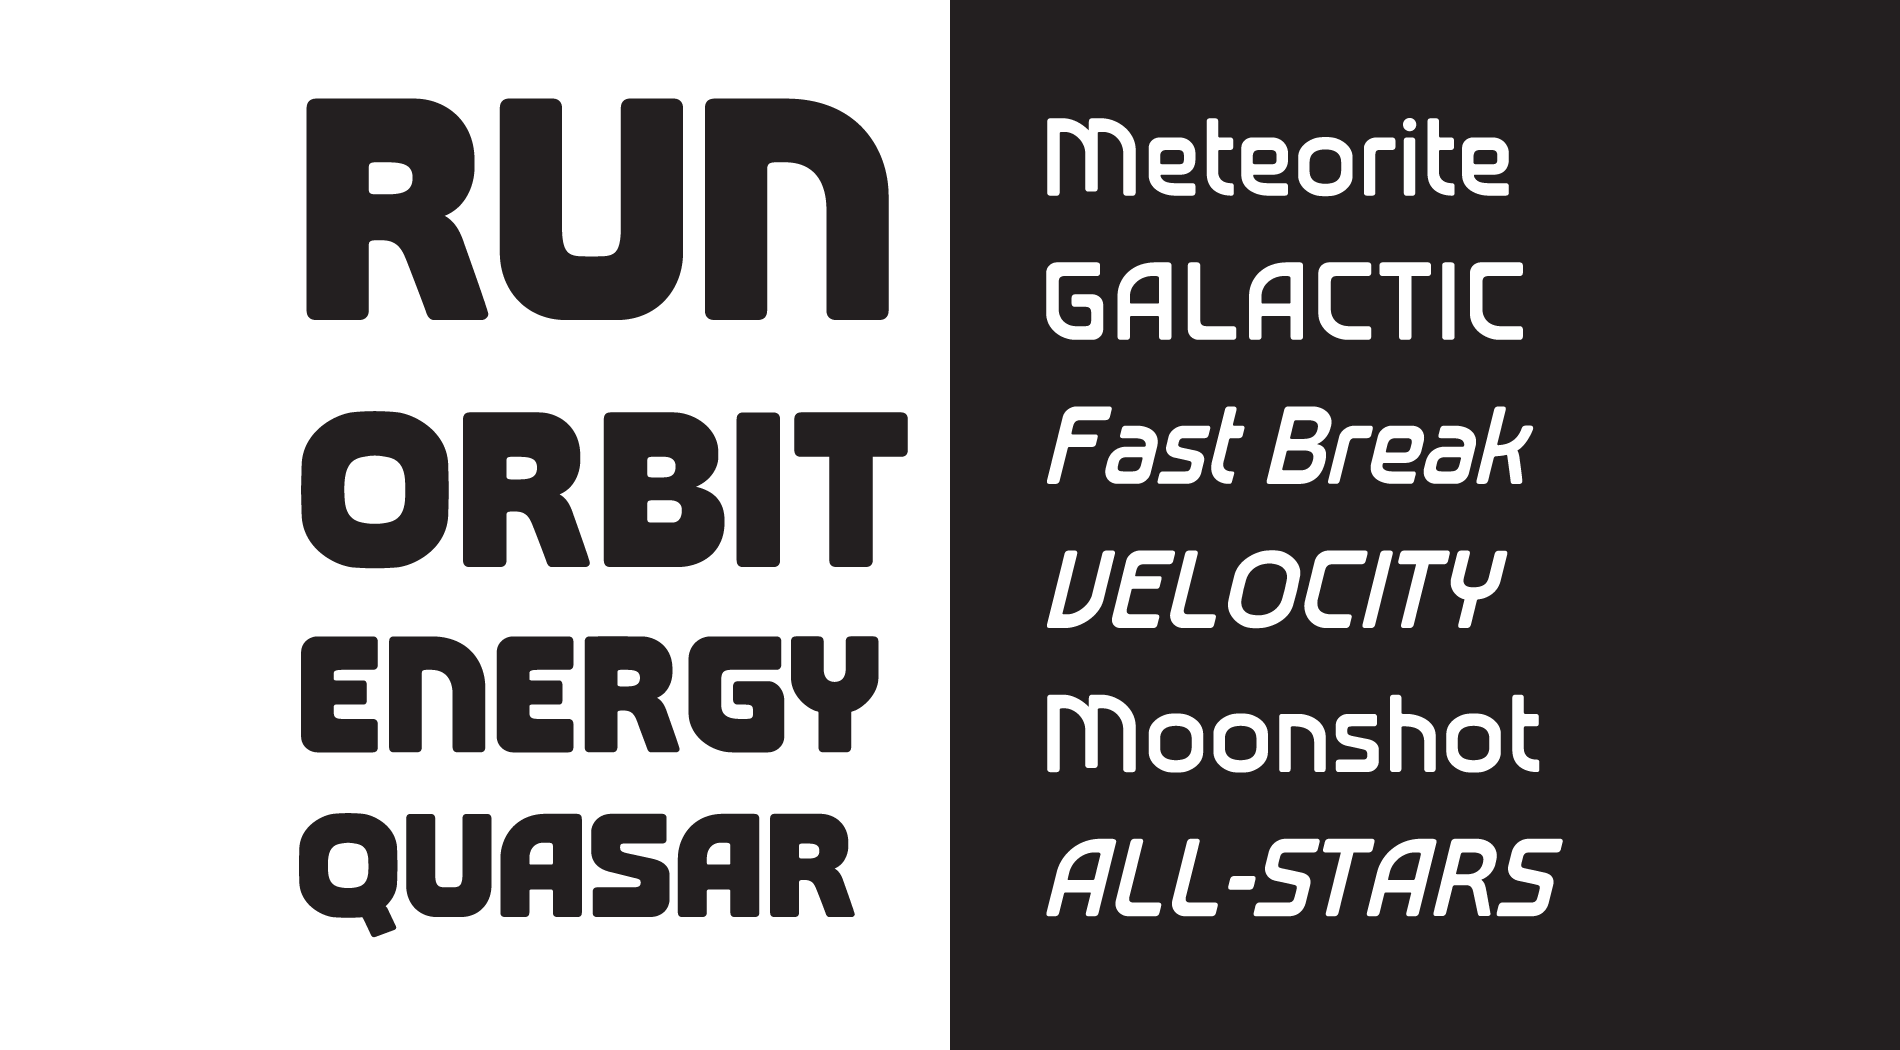 RUN
ORBIT
ENERGY
QUASAR
Meteorite
GALACTIC
Fast Break
VELOCITY
Moonshot
ALL-STARS